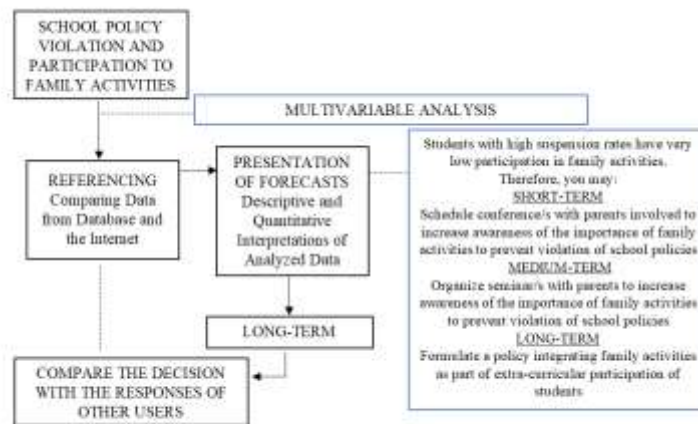 SCHOOL POLICY
VIOLATION AND
PARTICIPATION TO
FAMILY ACTIVITIES
MULTIVARIABLE ANALYSIS
REFERENCING
Comparing Data
from Database and
the Internet
PRESENTATION
OF FORECASTS
Descriptive and
Quantitative
Interpretations of
Analyzed Data
Students with high suspension rates have very
low participation in family activities.
Therefore, you may:
SHORT-TERM
Schedule conference/s with parents involved to
increase awareness of the importance of family
activities to prevent violation of school policies
MEDIUM-TERM
Organize seminar/s with parents to increase
awareness of the importance of family activities
to prevent violation of school policies
LONG-TERM
Formulate a policy integrating family activities
as part of extra-curricular participation of
students
LONG-TERM
COMPARE THE DECISION
WITH THE RESPONSES OF
OTHER USERS